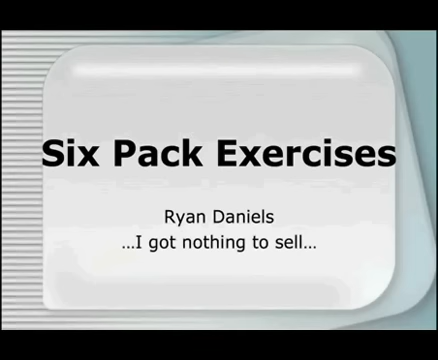 Six Pack Exercises
Ryan Daniels
…I got nothing to sell…